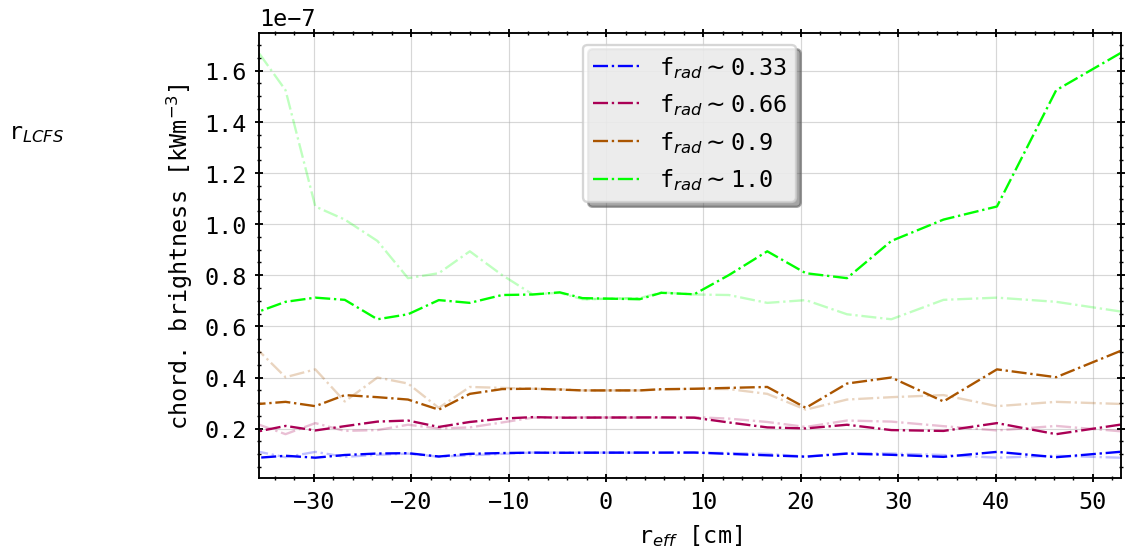 1e−7
f_rad ∼ 0.33
f_rad ∼ 0.66
f_rad ∼ 0.9
f_rad ∼ 1.0
r_LCFS
chord. brightness [kWm⁻³]
1.6
1.4
1.2
1.0
0.8
0.6
0.4
0.2
−30 −20 −10 0 10 20 30 40 50
r_eff [cm]